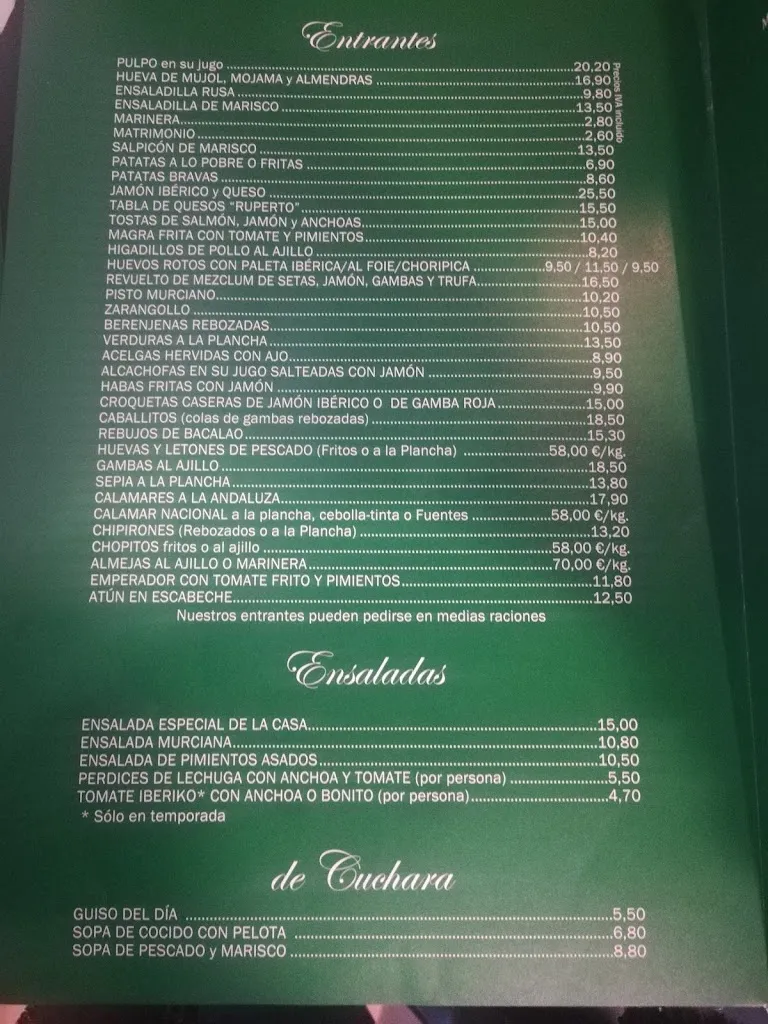 Entrantes
PULPO en su jugo 20,20
HUEVA DE MUJOL, MOJAMA y ALMENDRAS 16,90
ENSALADILLA RUSA 9,80
ENSALADILLA DE MARISCO 13,50
MARINERA 2,80
MATRIMONIO 2,60
SALPICÓN DE MARISCO 13,50
PATATAS A LO POBRE O FRITAS 6,90
PATATAS BRAVAS 8,60
JAMÓN IBÉRICO y QUESO 25,50
TABLA DE QUESOS "RUPERTO" 15,50
TOSTAS DE SALMÓN, JAMÓN y ANCHOAS 15,00
MAGRA FRITA CON TOMATE Y PIMIENTOS 10,40
HIGADILLOS DE POLLO AL AJILLO 8,20
HUEVOS ROTOS CON PALETA IBÉRICA/AL FOIE/CHORIPICA 9,50 / 11,50 / 9,50
REVUELTO DE MEZCLUM DE SETAS, JAMÓN, GAMBAS Y TRUFA 16,50
PISTO MURCIANO 10,20
ZARANGOLLO 10,50
BERENJENAS REBOZADAS 10,50
VERDURAS A LA PLANCHA 13,50
ACELGAS HERVIDAS CON AJO 8,90
ALCACHOFAS EN SU JUGO SALTEADAS CON JAMÓN 9,50
HABAS FRITAS CON JAMÓN 9,90
CROQUETAS CASERAS DE JAMÓN IBÉRICO O DE GAMBA ROJA 15,00
CABALLITOS (colas de gambas rebozadas) 18,50
REBUJOS DE BACALAO 15,30
HUEVAS Y LETONES DE PESCADO (Fritos o a la Plancha) 58,00 €/kg.
GAMBAS AL AJILLO 18,50
SEPIA A LA PLANCHA 13,80
CALAMARES A LA ANDALUZA 17,90
CALAMAR NACIONAL a la plancha, cebolla-tinta o Fuentes 58,00 €/kg.
CHIPIRONES (Rebozados o a la Plancha) 13,20
CHOPITOS fritos o al ajillo 58,00 €/kg.
ALMEJAS AL AJILLO O MARINERA 70,00 €/kg.
EMPERADOR CON TOMATE FRITO Y PIMIENTOS 11,80
ATÚN EN ESCABECHE 12,50
Nuestros entrantes pueden pedirse en medias raciones
Precios IVA incluido
Ensaladas
ENSALADA ESPECIAL DE LA CASA 15,00
ENSALADA MURCIANA 10,80
ENSALADA DE PIMIENTOS ASADOS 10,50
PERDICES DE LECHUGA CON ANCHOA Y TOMATE (por persona) 5,50
TOMATE IBERIKO* CON ANCHOA O BONITO (por persona) 4,70
* Sólo en temporada
de Cuchara
GUISO DEL DÍA 5,50
SOPA DE COCIDO CON PELOTA 6,80
SOPA DE PESCADO y MARISCO 8,80